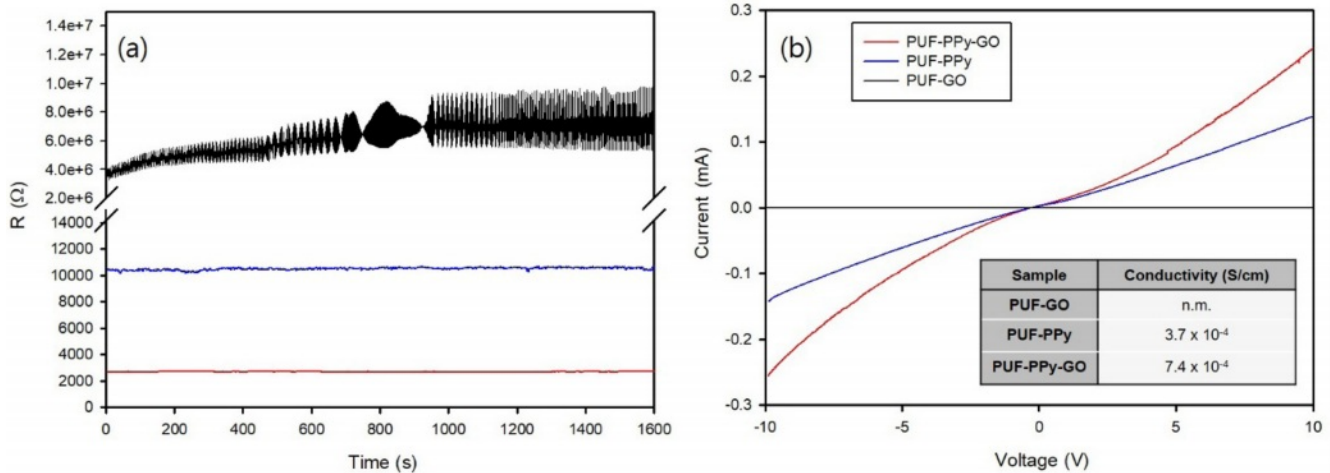 (a)
1.4e+7
1.2e+7
1.0e+7
8.0e+6
6.0e+6
4.0e+6
2.0e+6
14000
12000
10000
8000
6000
4000
2000
0
R (Ω)
0 200 400 600 800 1000 1200 1400 1600
Time (s)
(b)
PUF-PPy-GO
PUF-PPy
PUF-GO
0.3
0.2
0.1
0.0
-0.1
-0.2
-0.3
Current (mA)
Sample Conductivity (S/cm)
PUF-GO n.m.
PUF-PPy 3.7 x 10⁻⁴
PUF-PPy-GO 7.4 x 10⁻⁴
-10 -5 0 5 10
Voltage (V)